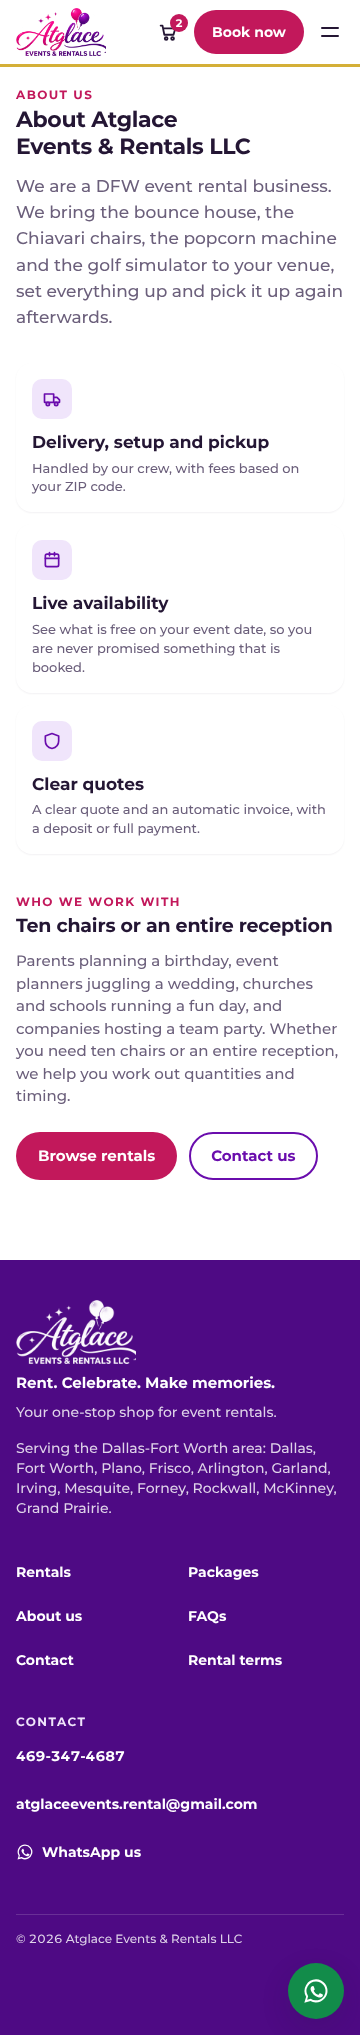 Atglace
EVENTS & RENTALS LLC
2
Book now
ABOUT US
About Atglace
Events & Rentals LLC
We are a DFW event rental business.
We bring the bounce house, the
Chiavari chairs, the popcorn machine
and the golf simulator to your venue,
set everything up and pick it up again
afterwards.
Delivery, setup and pickup
Handled by our crew, with fees based on
your ZIP code.
Live availability
See what is free on your event date, so you
are never promised something that is
booked.
Clear quotes
A clear quote and an automatic invoice, with
a deposit or full payment.
WHO WE WORK WITH
Ten chairs or an entire reception
Parents planning a birthday, event
planners juggling a wedding, churches
and schools running a fun day, and
companies hosting a team party. Whether
you need ten chairs or an entire reception,
we help you work out quantities and
timing.
Browse rentals
Contact us
Atglace
EVENTS & RENTALS LLC
Rent. Celebrate. Make memories.
Your one-stop shop for event rentals.
Serving the Dallas-Fort Worth area: Dallas,
Fort Worth, Plano, Frisco, Arlington, Garland,
Irving, Mesquite, Forney, Rockwall, McKinney,
Grand Prairie.
Rentals
Packages
About us
FAQs
Contact
Rental terms
CONTACT
469-347-4687
atglaceevents.rental@gmail.com
WhatsApp us
© 2026 Atglace Events & Rentals LLC